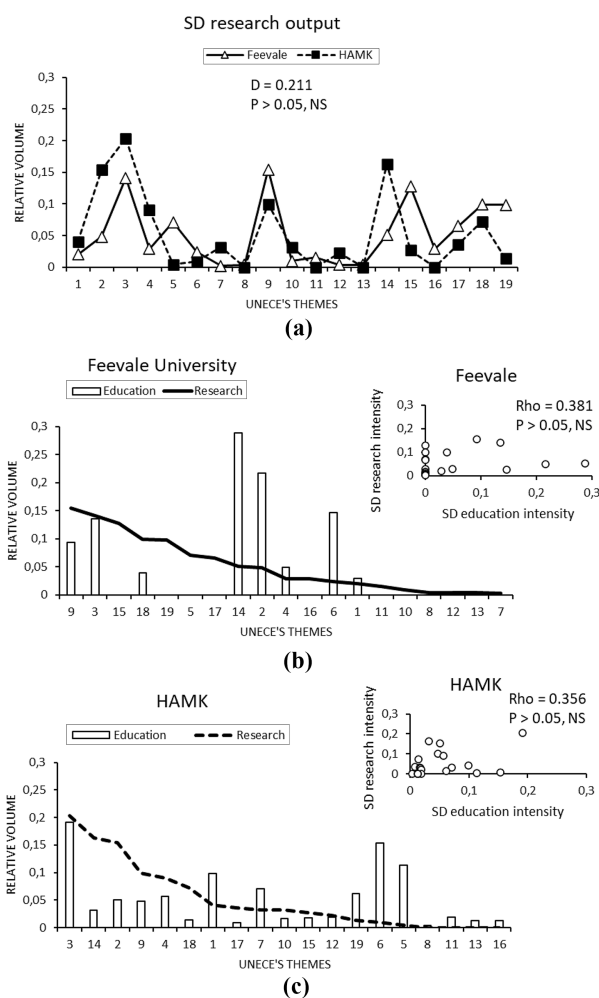 SD research output
Feevale HAMK
D = 0.211
P > 0.05, NS
RELATIVE VOLUME
0,3
0,25
0,2
0,15
0,1
0,05
0
1 2 3 4 5 6 7 8 9 10 11 12 13 14 15 16 17 18 19
UNECE'S THEMES
(a)
Feevale University
Education Research
RELATIVE VOLUME
0,3
0,25
0,2
0,15
0,1
0,05
0
9 3 15 18 19 5 17 14 2 4 16 6 1 11 10 8 12 13 7
UNECE'S THEMES
Feevale
Rho = 0.381
P > 0.05, NS
SD research intensity
0,3
0,2
0,1
0
0 0,1 0,2 0,3
SD education intensity
(b)
HAMK
Education Research
RELATIVE VOLUME
0,3
0,25
0,2
0,15
0,1
0,05
0
3 14 2 9 4 18 1 17 7 10 15 12 19 6 5 8 11 13 16
UNECE'S THEMES
HAMK
Rho = 0.356
P > 0.05, NS
SD research intensity
0,3
0,2
0,1
0
0 0,1 0,2 0,3
SD education intensity
(c)